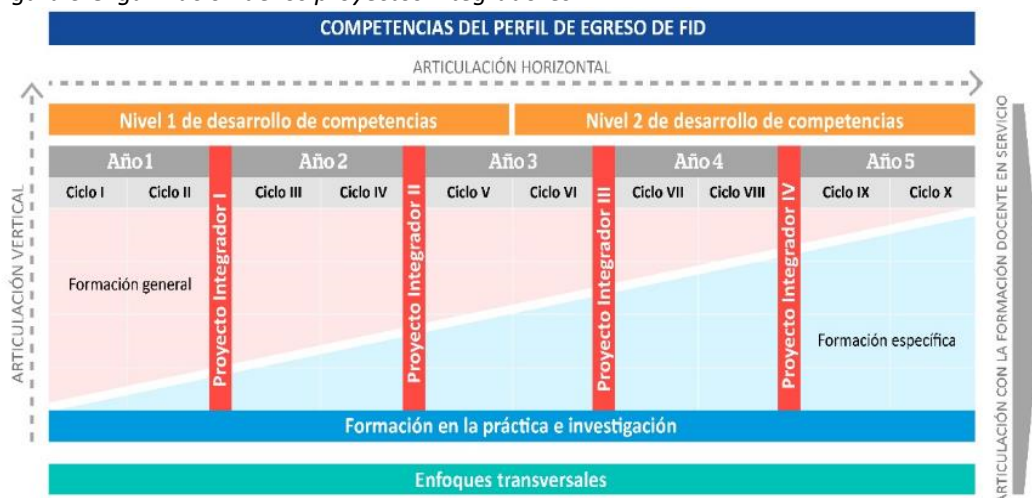 COMPETENCIAS DEL PERFIL DE EGRESO DE FID
ARTICULACIÓN HORIZONTAL
Nivel 1 de desarrollo de competencias
Nivel 2 de desarrollo de competencias
Año 1
Año 2
Año 3
Año 4
Año 5
Ciclo I
Ciclo II
Ciclo III
Ciclo IV
Ciclo V
Ciclo VI
Ciclo VII
Ciclo VIII
Ciclo IX
Ciclo X
Proyecto Integrador I
Proyecto Integrador II
Proyecto Integrador III
Proyecto Integrador IV
Formación general
Formación específica
Formación en la práctica e investigación
Enfoques transversales
ARTICULACIÓN VERTICAL
ARTICULACIÓN CON LA FORMACIÓN DOCENTE EN SERVICIO